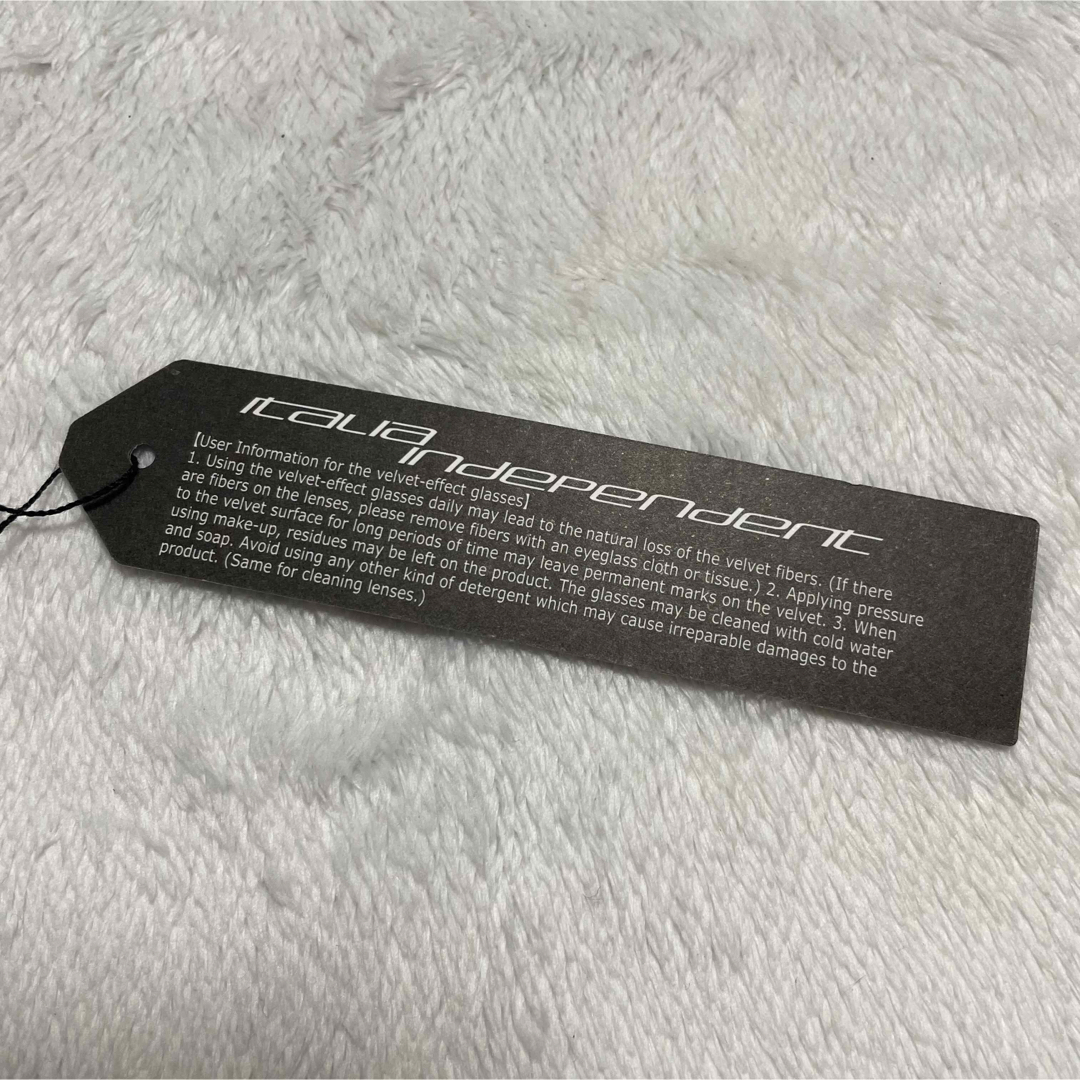 Italia
Independent
【User Information for the velvet-effect glasses】
1. Using the velvet-effect glasses daily may lead to the natural loss of the velvet fibers. (If there
are fibers on the lenses, please remove fibers with an eyeglass cloth or tissue.) 2. Applying pressure
to the velvet surface for long periods of time may leave permanent marks on the velvet. 3. When
using make-up, residues may be left on the product. The glasses may be cleaned with cold water
and soap. Avoid using any other kind of detergent which may cause irreparable damages to the
product. (Same for cleaning lenses.)